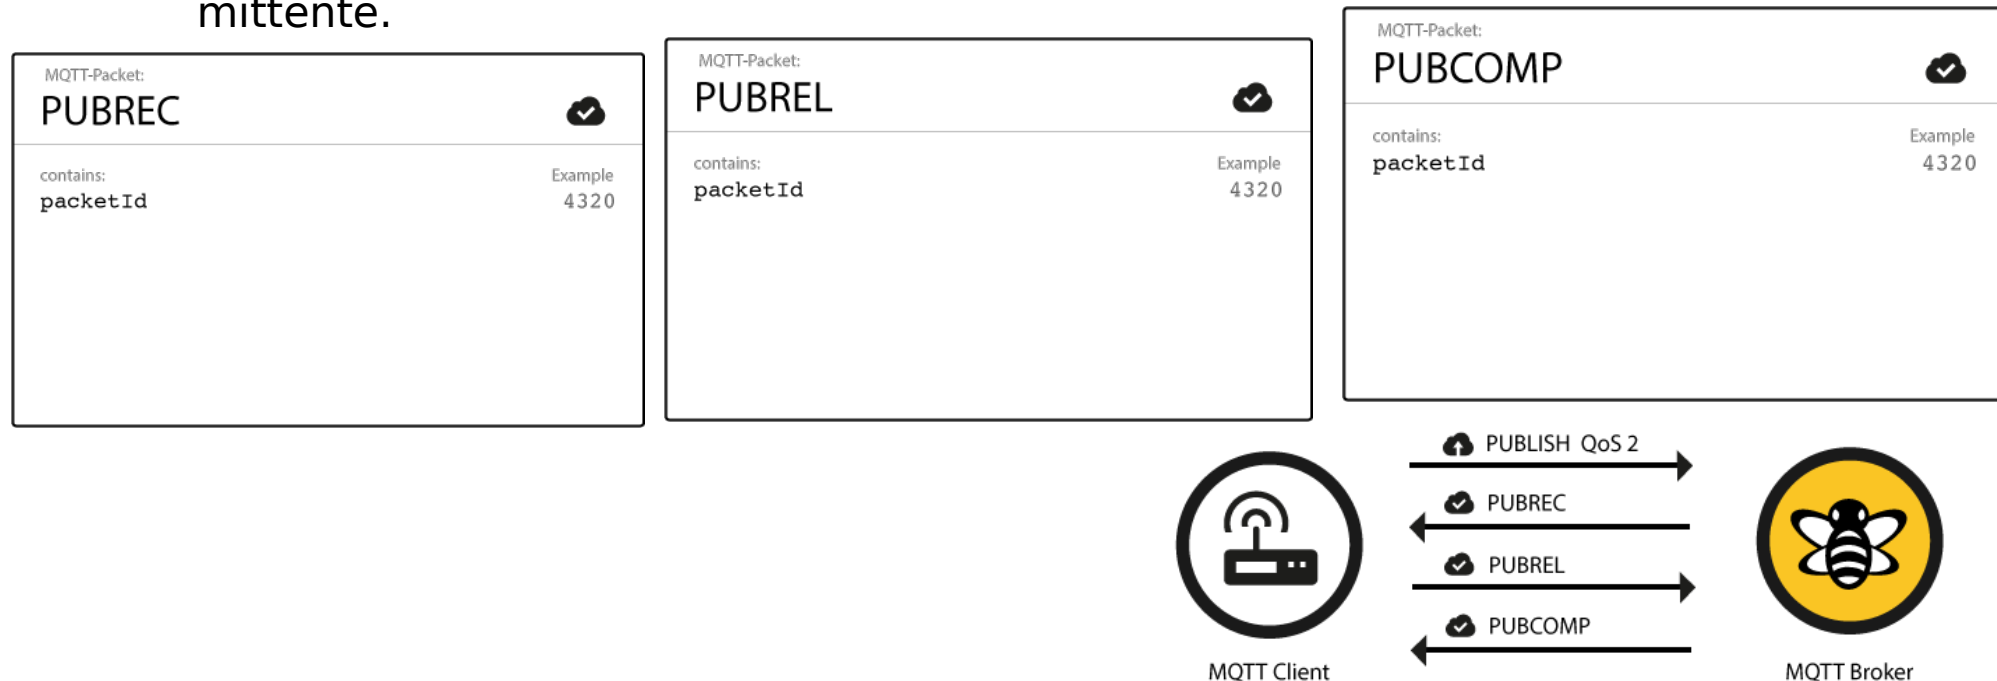 mittente.
MQTT-Packet:
PUBREC
contains:
Example
packetId
4320
MQTT-Packet:
PUBREL
contains:
Example
packetId
4320
MQTT-Packet:
PUBCOMP
contains:
Example
packetId
4320
PUBLISH QoS 2
PUBREC
PUBREL
PUBCOMP
MQTT Client
MQTT Broker